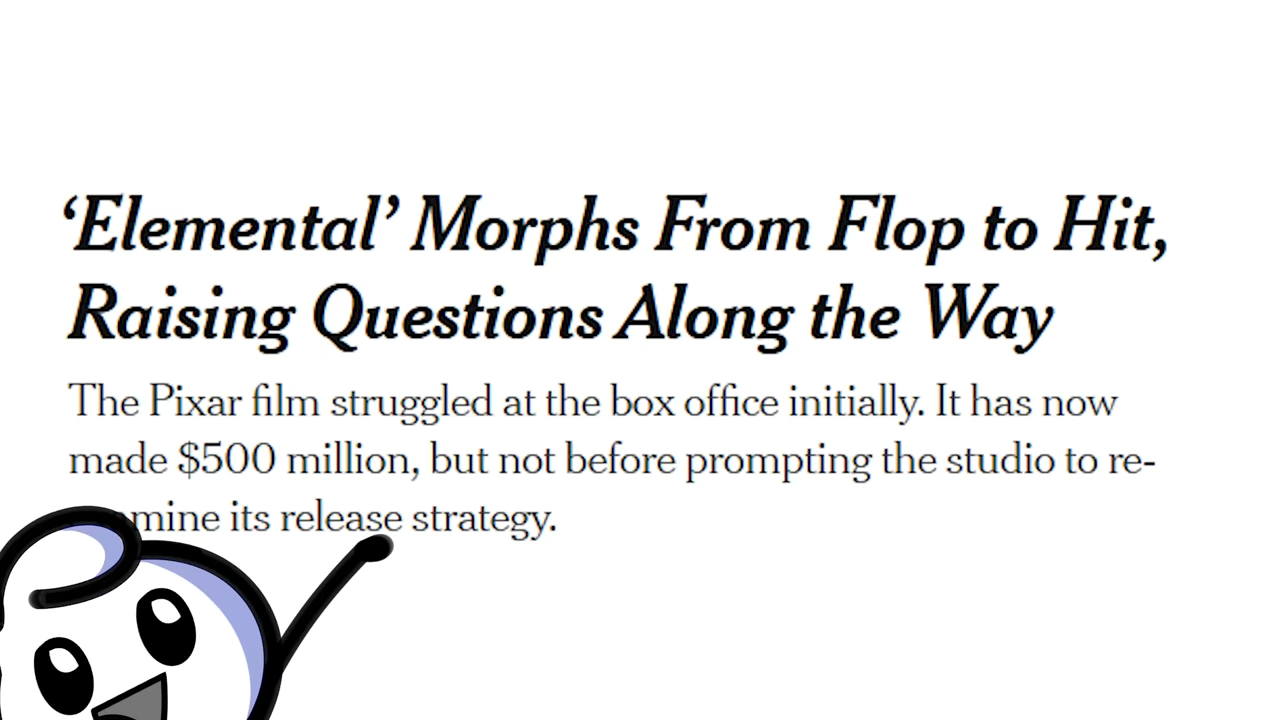 ‘Elemental’ Morphs From Flop to Hit,
Raising Questions Along the Way
The Pixar film struggled at the box office initially. It has now
made $500 million, but not before prompting the studio to re-
mine its release strategy.